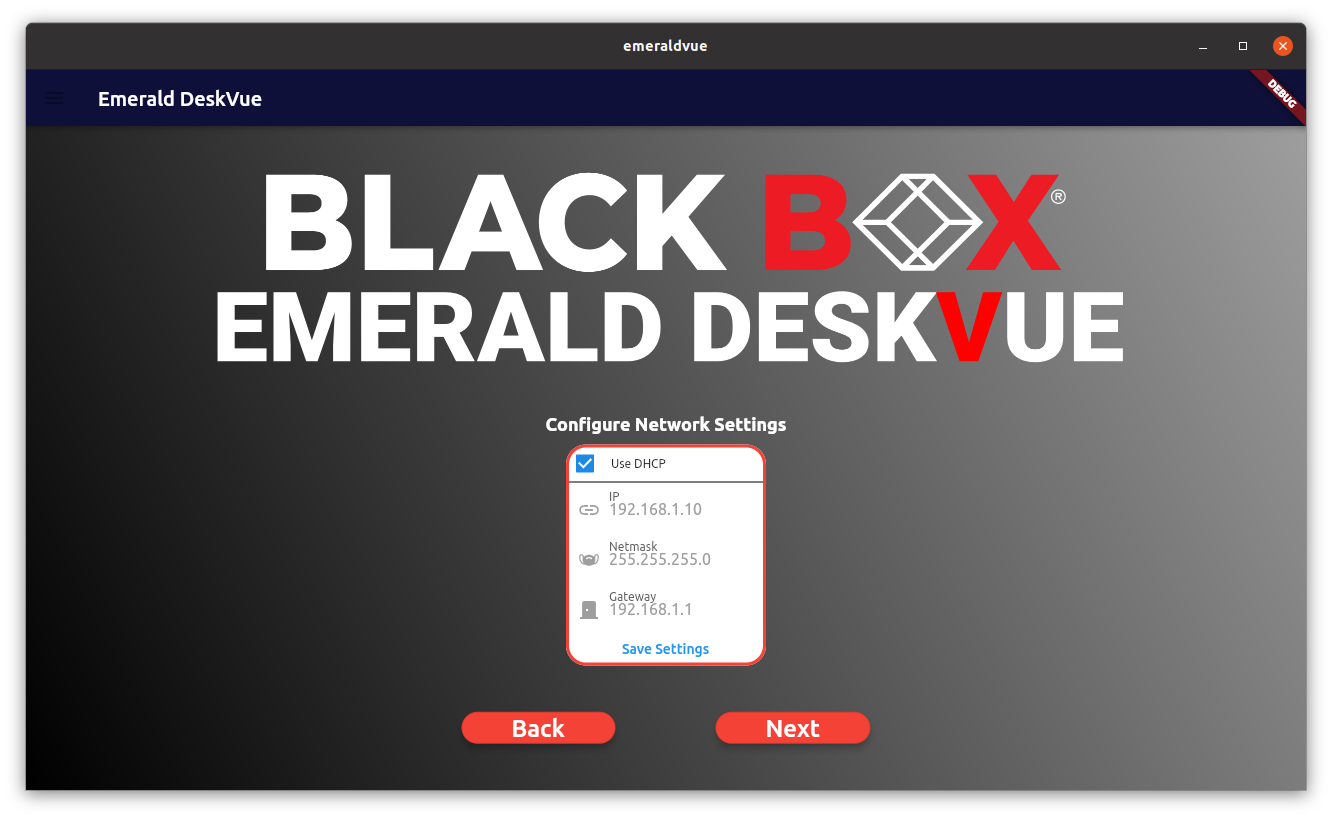 emeraldvue
Emerald DeskVue
DEBUG
BLACK BOX®
EMERALD DESKVUE
Configure Network Settings
Use DHCP
IP
192.168.1.10
Netmask
255.255.255.0
Gateway
192.168.1.1
Save Settings
Back
Next